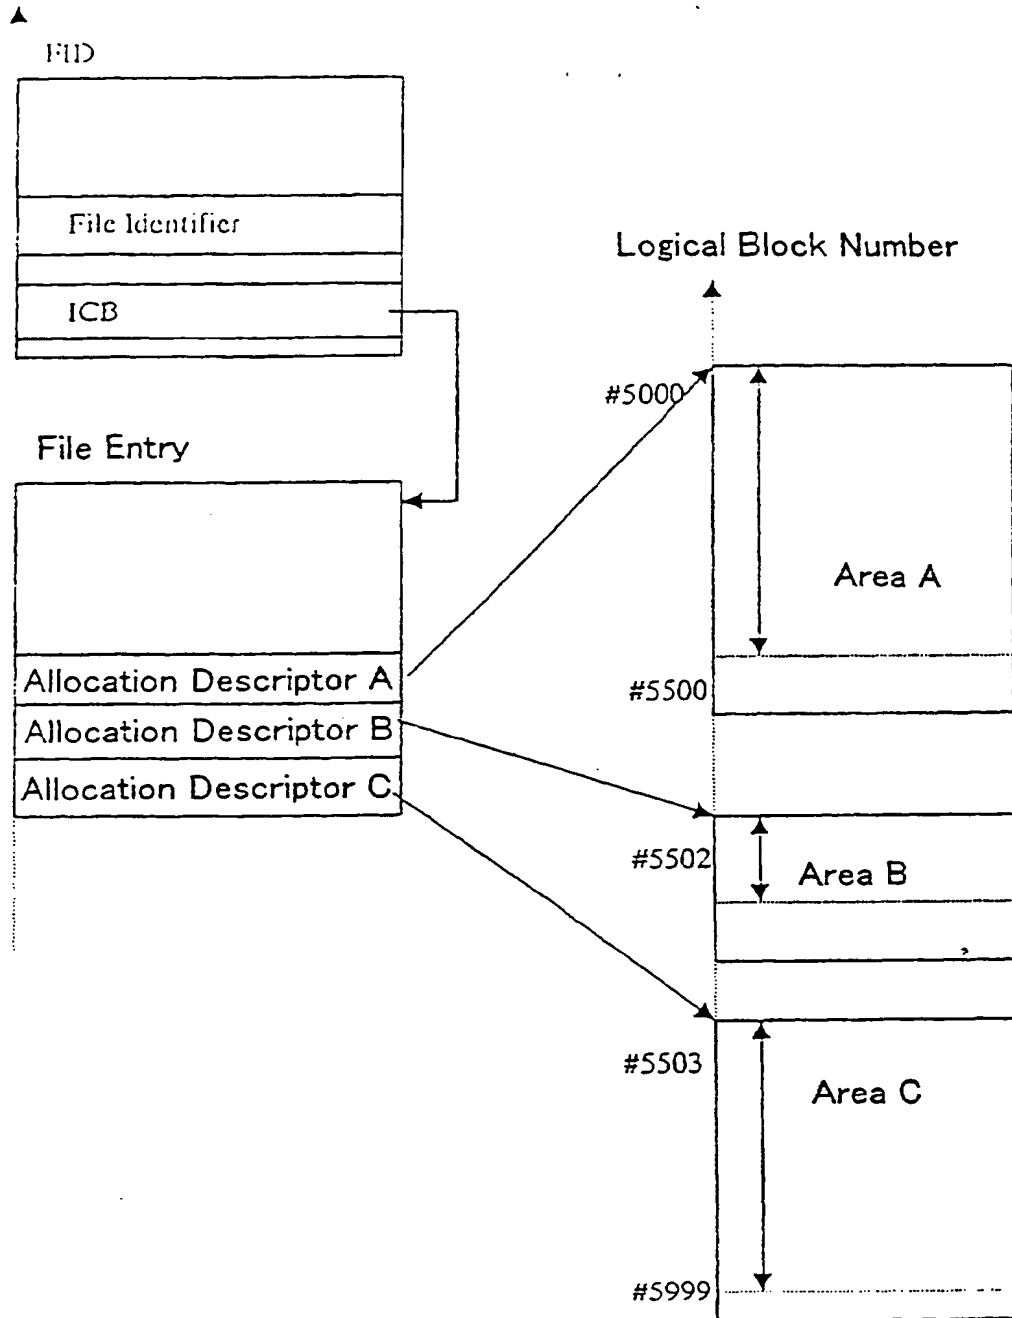 FID
File Identifier
ICB
File Entry
Allocation Descriptor A
Allocation Descriptor B
Allocation Descriptor C
Logical Block Number
#5000
Area A
#5500
#5502
Area B
#5503
Area C
#5999